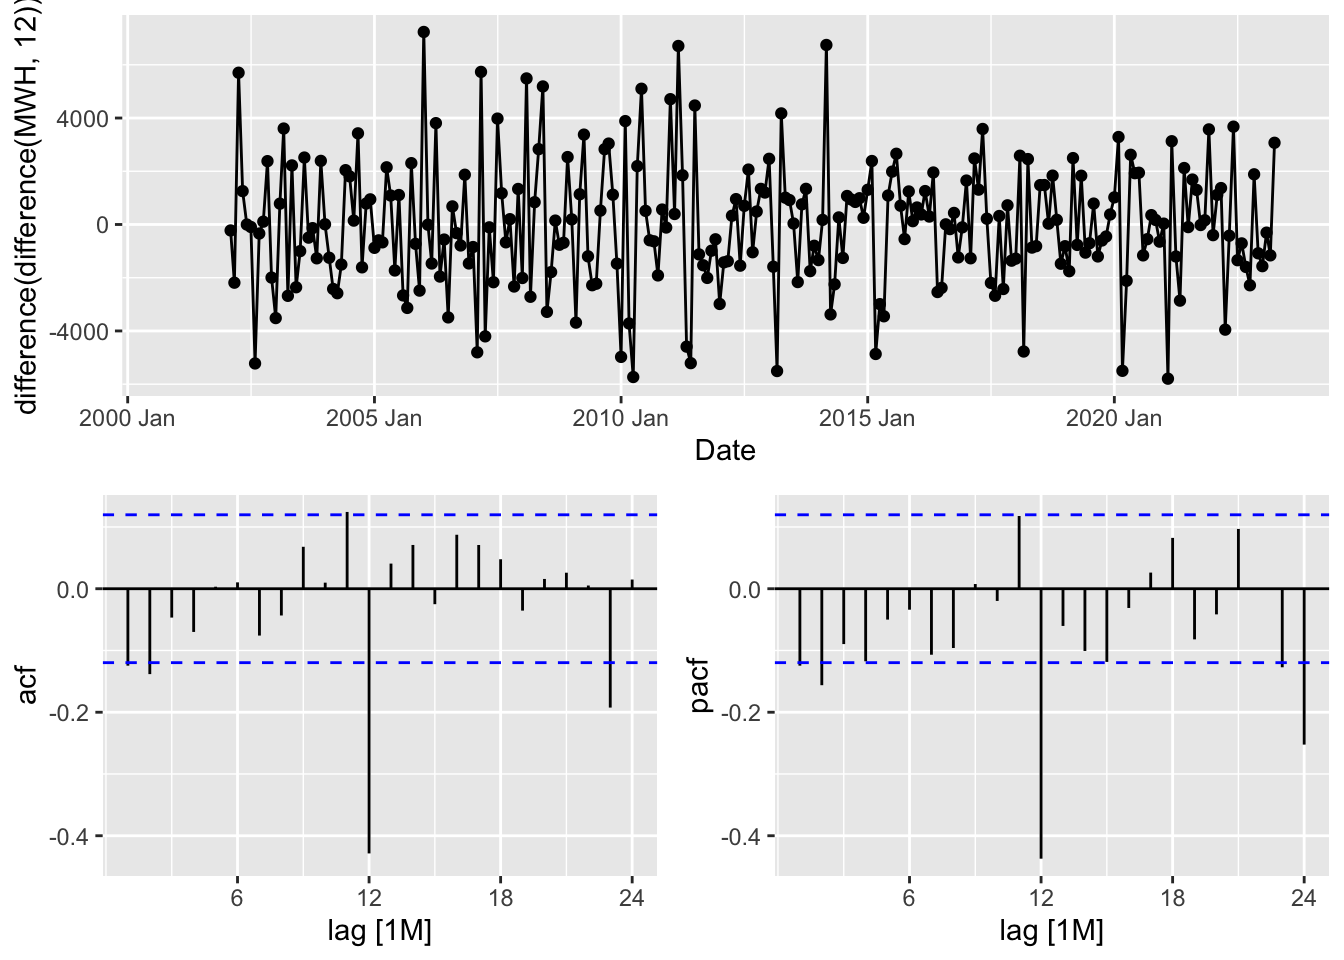 difference(difference(MWH, 12))
4000
0
-4000
2000 Jan
2005 Jan
2010 Jan
2015 Jan
2020 Jan
Date
acf
0.0
-0.2
-0.4
6
12
18
24
lag [1M]
pacf
0.0
-0.2
-0.4
6
12
18
24
lag [1M]